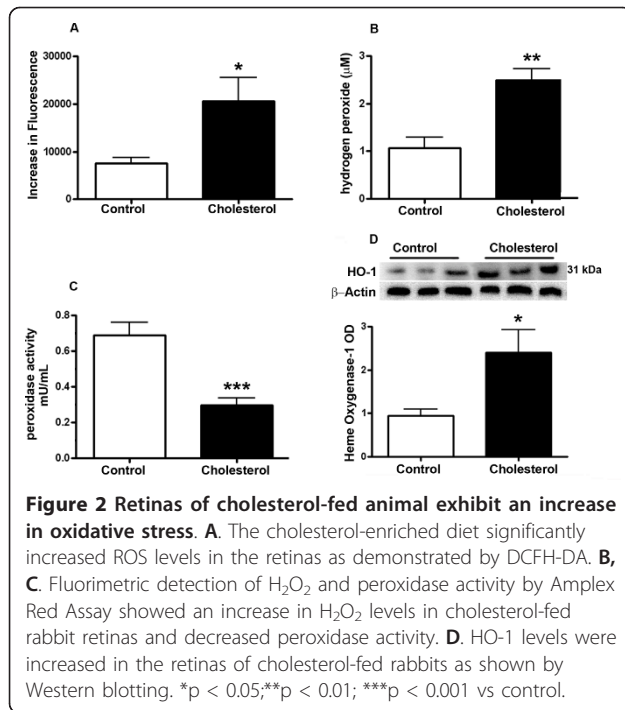 A
Increase in Fluorescence
30000
20000
10000
0
*
Control Cholesterol
B
hydrogen peroxide (μM)
3
2
1
0
**
Control Cholesterol
C
peroxidase activity
mU/mL
0.8
0.6
0.4
0.2
0.0
***
Control Cholesterol
D
Control Cholesterol
HO-1 31 kDa
β–Actin
Heme Oxygenase-1 OD
3
2
1
0
*
Control Cholesterol
Figure 2 Retinas of cholesterol-fed animal exhibit an increase
in oxidative stress. A. The cholesterol-enriched diet significantly
increased ROS levels in the retinas as demonstrated by DCFH-DA. B,
C. Fluorimetric detection of H₂O₂ and peroxidase activity by Amplex
Red Assay showed an increase in H₂O₂ levels in cholesterol-fed
rabbit retinas and decreased peroxidase activity. D. HO-1 levels were
increased in the retinas of cholesterol-fed rabbits as shown by
Western blotting. *p < 0.05;**p < 0.01; ***p < 0.001 vs control.